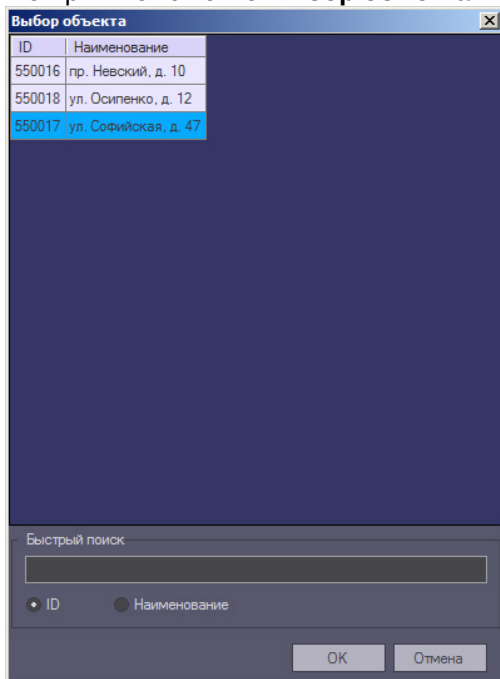 Выбор объекта
ID Наименование
550016 пр. Невский, д. 10
550018 ул. Осипенко, д. 12
550017 ул. Софийская, д. 47
Быстрый поиск
ID Наименование
OK Отмена